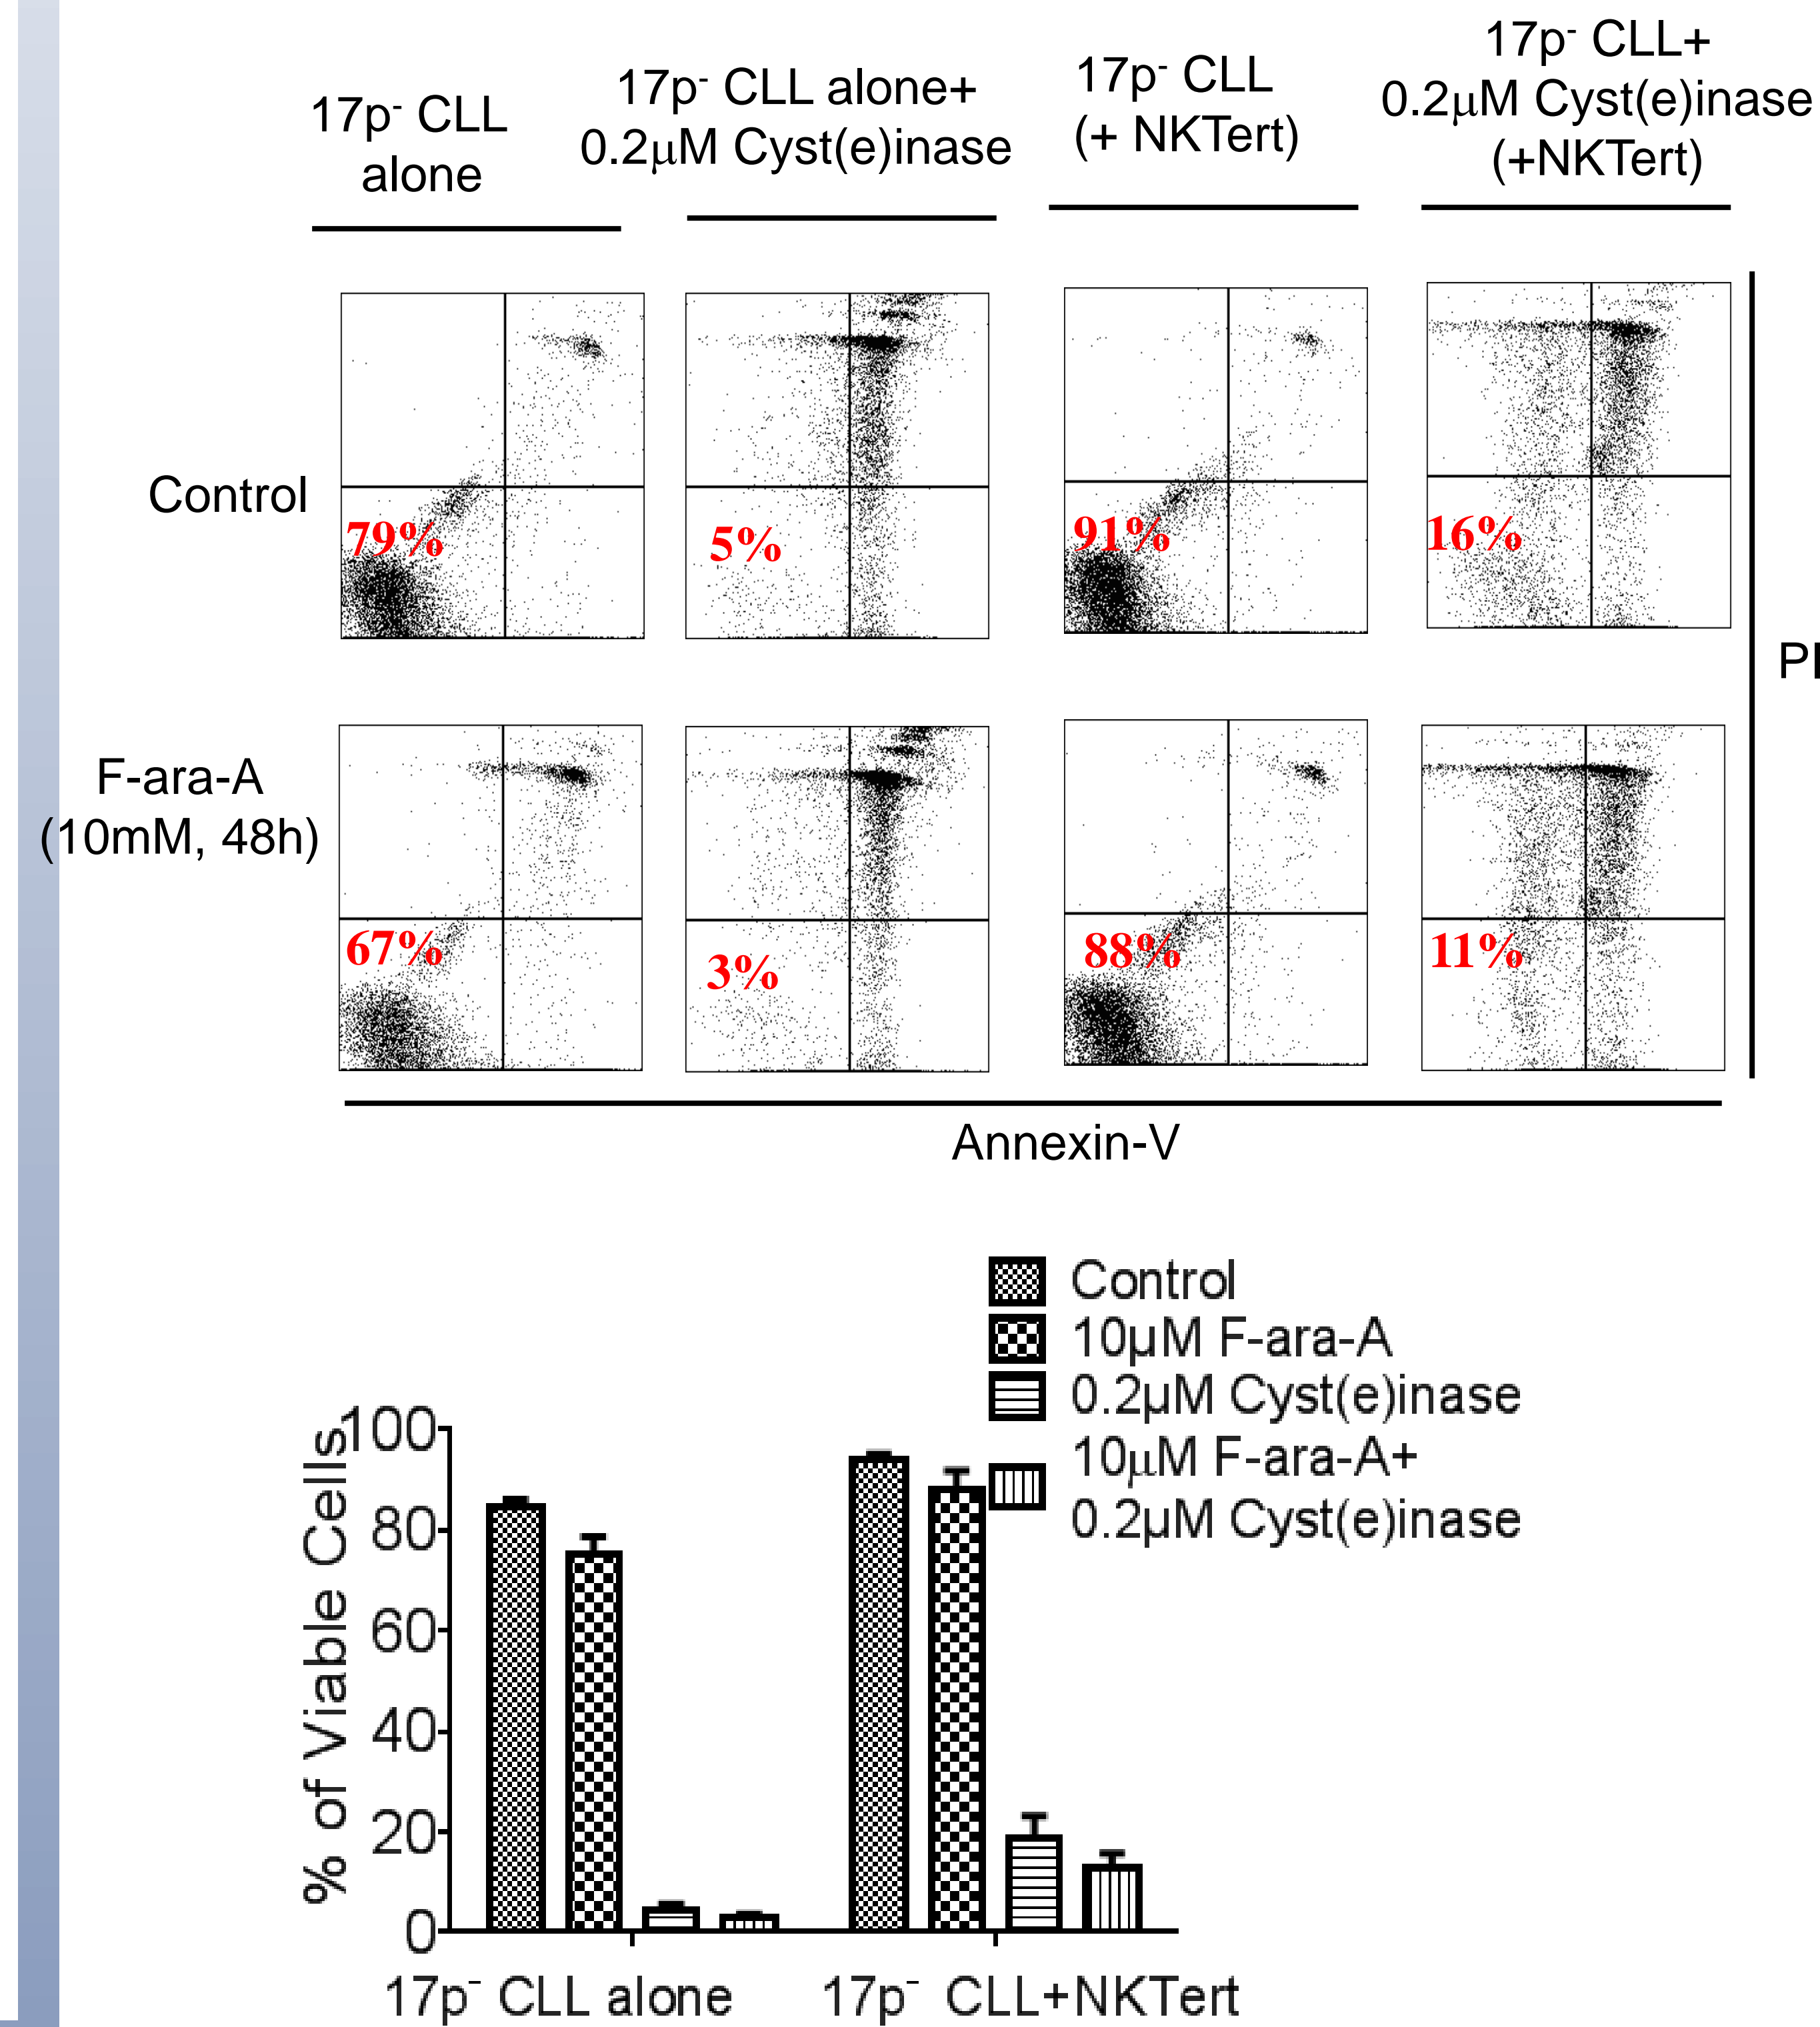 17p⁻ CLL
alone
17p⁻ CLL alone+
0.2μM Cyst(e)inase
17p⁻ CLL
(+ NKTert)
17p⁻ CLL+
0.2μM Cyst(e)inase
(+NKTert)
Control
79%
5%
91%
16%
PI
F-ara-A
(10mM, 48h)
67%
3%
88%
11%
Annexin-V
Control
10μM F-ara-A
0.2μM Cyst(e)inase
10μM F-ara-A+
0.2μM Cyst(e)inase
% of Viable Cells
100
80
60
40
20
0
17p⁻ CLL alone
17p⁻ CLL+NKTert